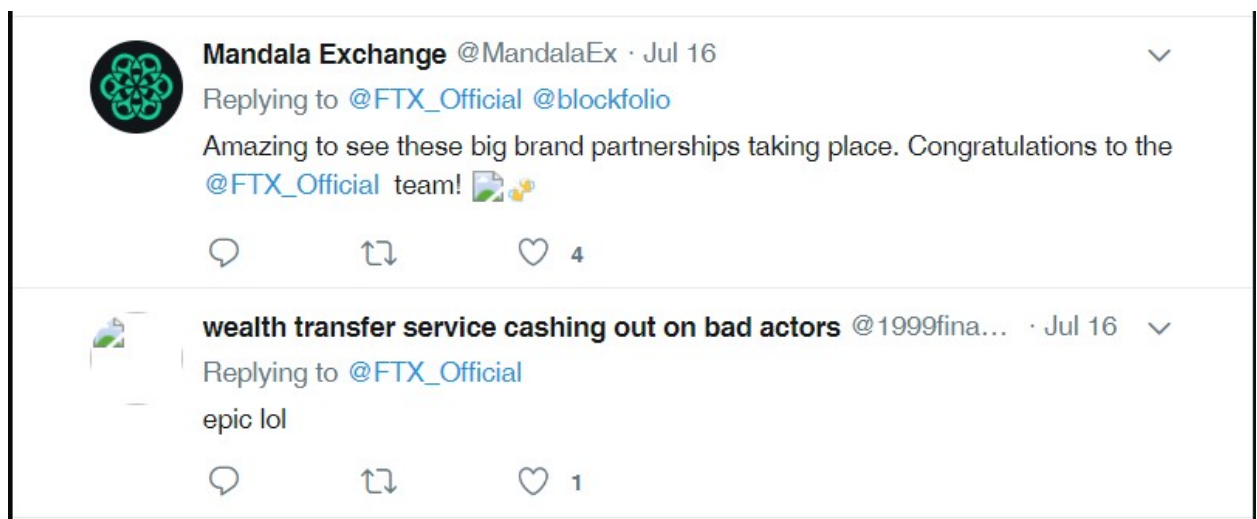 Mandala Exchange @MandalaEx · Jul 16
Replying to @FTX_Official @blockfolio
Amazing to see these big brand partnerships taking place. Congratulations to the
@FTX_Official team! 🍻
4
wealth transfer service cashing out on bad actors @1999fina… · Jul 16
Replying to @FTX_Official
epic lol
1